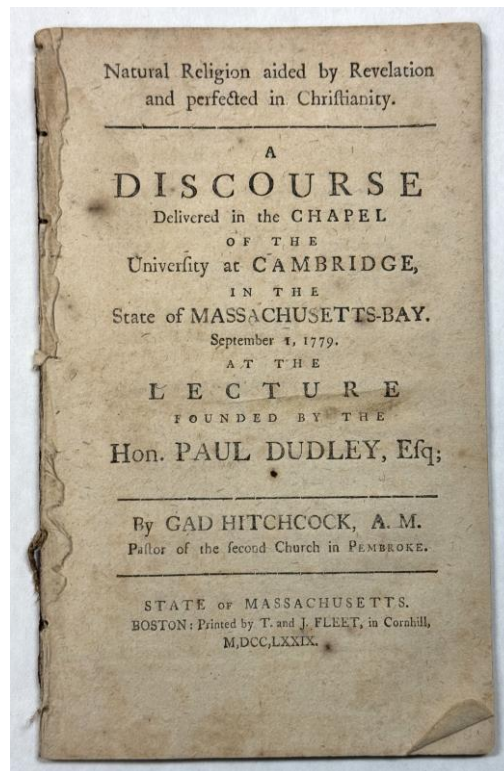 Natural Religion aided by Revelation
and perfected in Chriſtianity.
A
DISCOURSE
Delivered in the CHAPEL
OF THE
Univerſity at CAMBRIDGE,
IN THE
State of MASSACHUSETTS-BAY.
September 1, 1779.
AT THE
LECTURE
FOUNDED BY THE
Hon. PAUL DUDLEY, Eſq;
By GAD HITCHCOCK, A. M.
Paſtor of the ſecond Church in PEMBROKE.
STATE OF MASSACHUSETTS.
BOSTON: Printed by T. and J. FLEET, in Cornhill,
M,DCC,LXXIX.